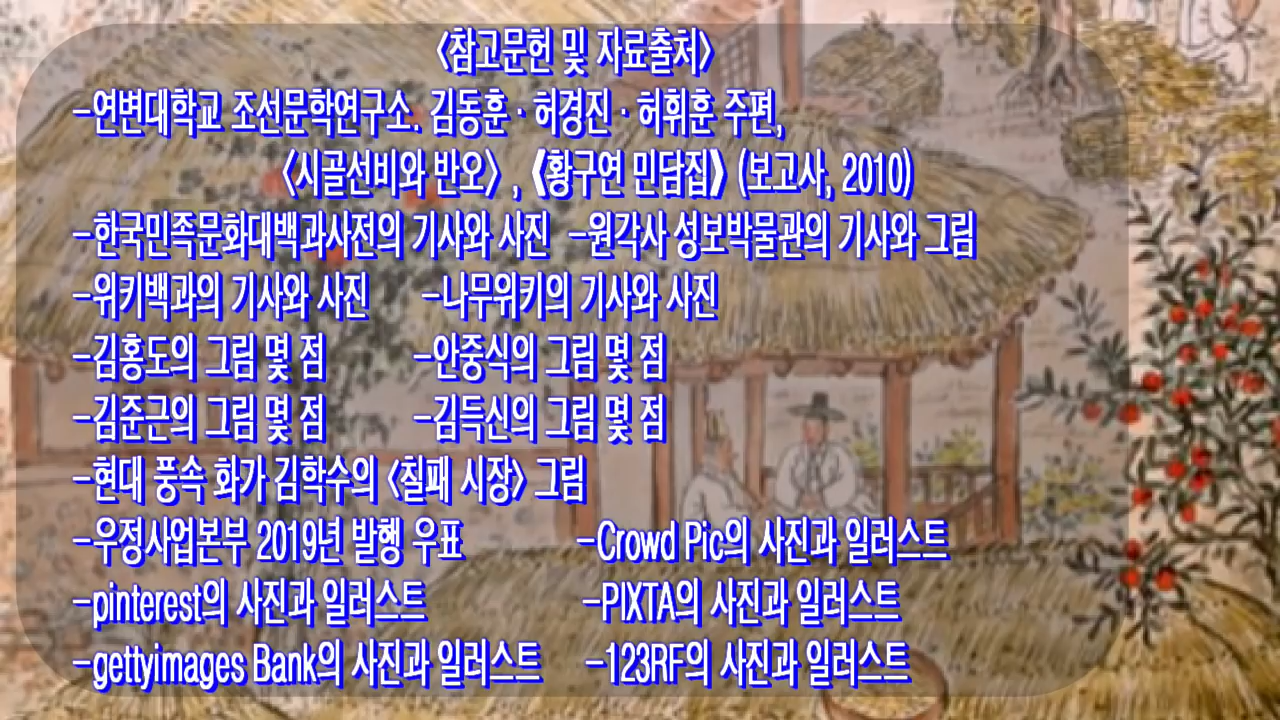 〈참고문헌 및 자료출처〉
-연변대학교 조선문학연구소. 김동훈·허경진·허휘훈 주편,
〈시골선비와 반오〉, 《황구연 민담집》 (보고사, 2010)
-한국민족문화대백과사전의 기사와 사진 -원각사 성보박물관의 기사와 그림
-위키백과의 기사와 사진 -나무위키의 기사와 사진
-김홍도의 그림 몇 점 -안중식의 그림 몇 점
-김준근의 그림 몇 점 -김득신의 그림 몇 점
-현대 풍속 화가 김학수의 〈칠패 시장〉 그림
-우정사업본부 2019년 발행 우표 -Crowd Pic의 사진과 일러스트
-pinterest의 사진과 일러스트 -PIXTA의 사진과 일러스트
-gettyimages Bank의 사진과 일러스트 -123RF의 사진과 일러스트